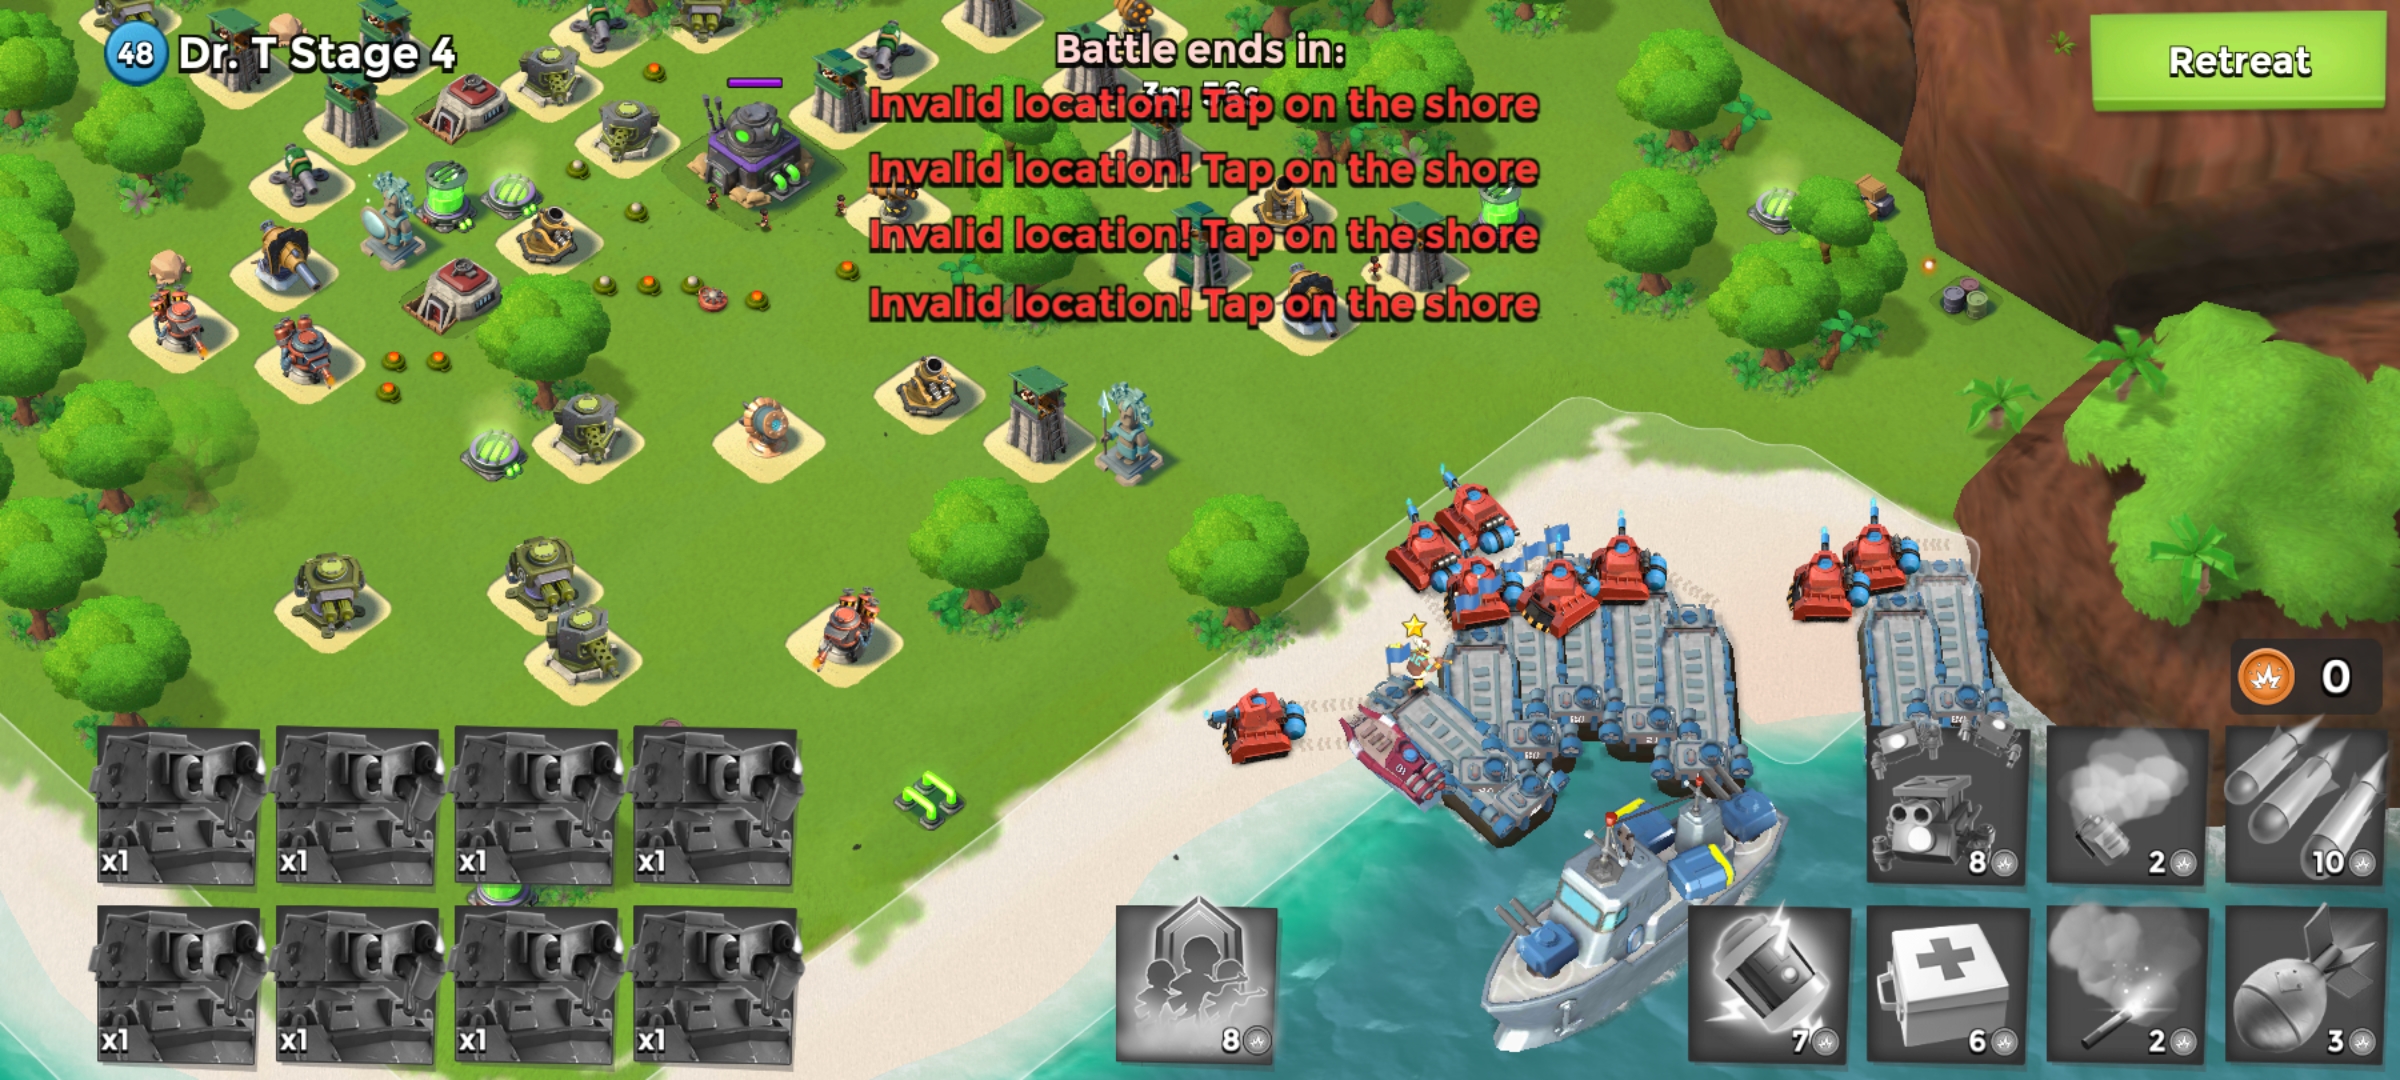 48 Dr. T Stage 4
Battle ends in:
Retreat
Invalid location! Tap on the shore
Invalid location! Tap on the shore
Invalid location! Tap on the shore
Invalid location! Tap on the shore
0
x1 x1 x1 x1
8 2 10
x1 x1 x1 x1
8 7 6 2 3